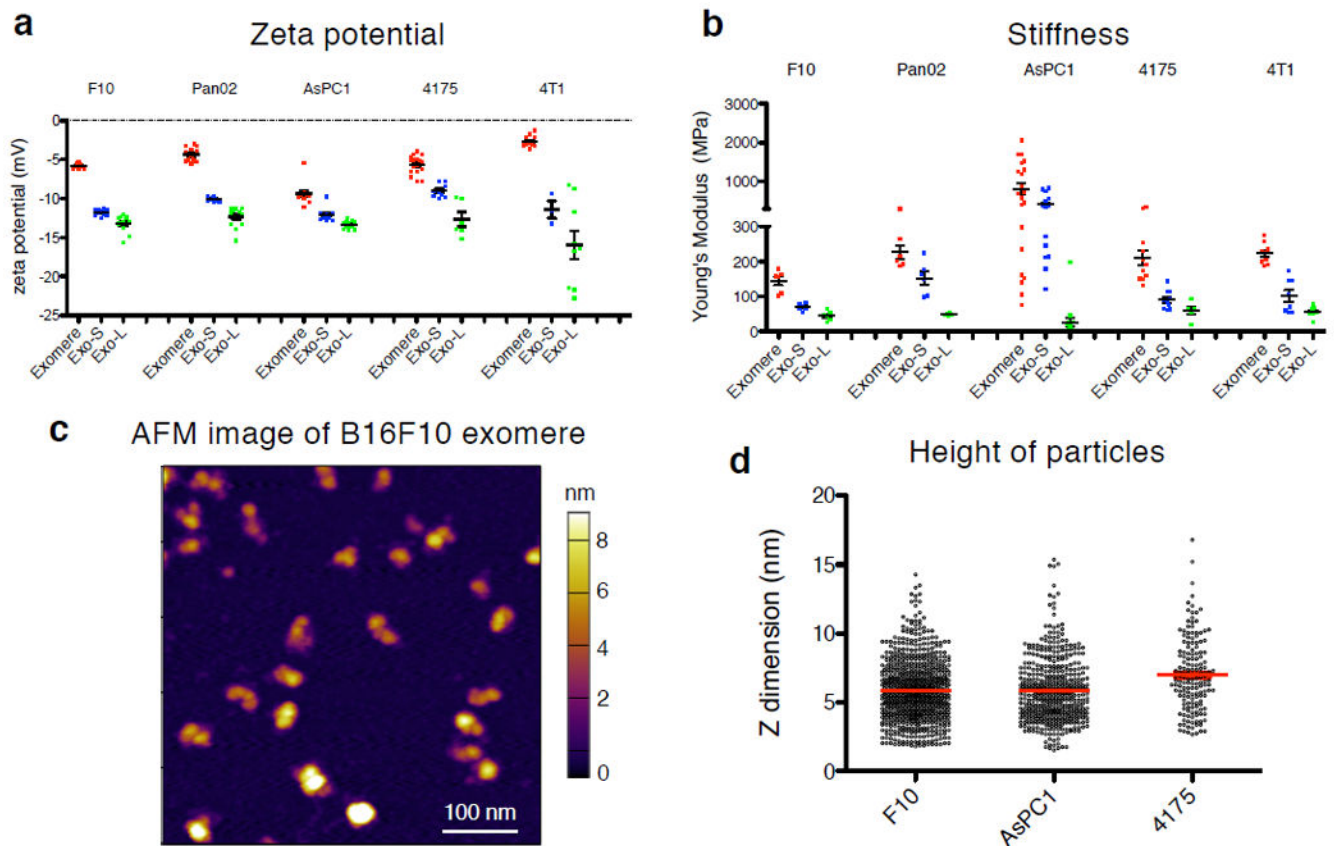 a
Zeta potential
F10 Pan02 AsPC1 4175 4T1
zeta potential (mV)
0
-5
-10
-15
-20
-25
Exomere Exo-S Exo-L Exomere Exo-S Exo-L Exomere Exo-S Exo-L Exomere Exo-S Exo-L Exomere Exo-S Exo-L
b
Stiffness
F10 Pan02 AsPC1 4175 4T1
Young's Modulus (MPa)
3000
2000
1000
300
200
100
0
Exomere Exo-S Exo-L Exomere Exo-S Exo-L Exomere Exo-S Exo-L Exomere Exo-S Exo-L Exomere Exo-S Exo-L
c
AFM image of B16F10 exomere
nm
8
6
4
2
0
100 nm
d
Height of particles
Z dimension (nm)
20
15
10
5
0
F10 AsPC1 4175